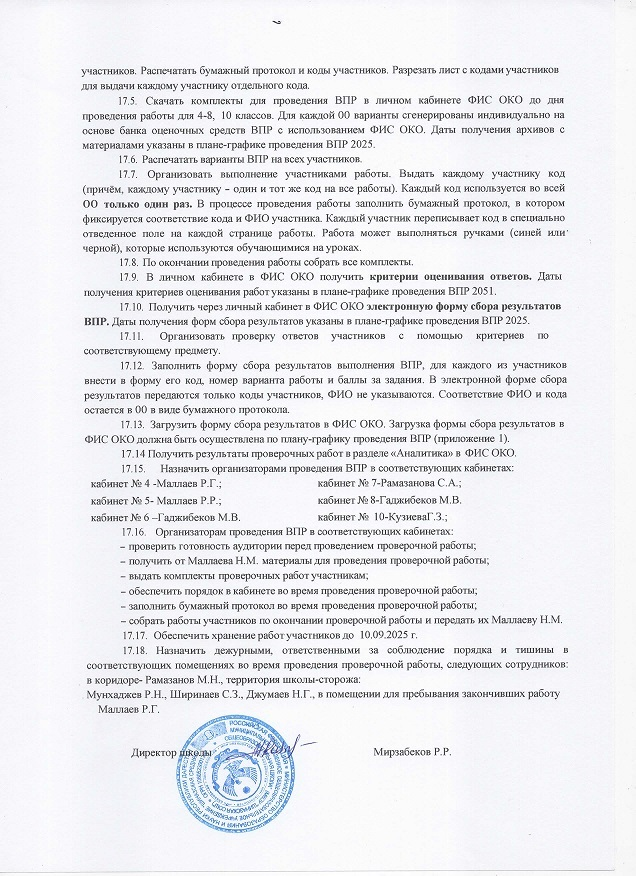 участников. Распечатать бумажный протокол и коды участников. Разрезать лист с кодами участников
для выдачи каждому участнику отдельного кода.
17.5. Скачать комплекты для проведения ВПР в личном кабинете ФИС ОКО до дня
проведения работы для 4-8, 10 классов. Для каждой 00 варианты сгенерированы индивидуально на
основе банка оценочных средств ВПР с использованием ФИС ОКО. Даты получения архивов с
материалами указаны в плане-графике проведения ВПР 2025.
17.6. Распечатать варианты ВПР на всех участников.
17.7. Организовать выполнение участниками работы. Выдать каждому участнику код
(причём, каждому участнику – один и тот же код на все работы). Каждый код используется во всей
ОО только один раз. В процессе проведения работы заполнить бумажный протокол, в котором
фиксируется соответствие кода и ФИО участника. Каждый участник переписывает код в специально
отведенное поле на каждой странице работы. Работа может выполняться ручками (синей или
черной), которые используются обучающимися на уроках.
17.8. По окончании проведения работы собрать все комплекты.
17.9. В личном кабинете в ФИС ОКО получить критерии оценивания ответов. Даты
получения критериев оценивания работ указаны в плане-графике проведения ВПР 2051.
17.10. Получить через личный кабинет в ФИС ОКО электронную форму сбора результатов
ВПР. Даты получения форм сбора результатов указаны в плане-графике проведения ВПР 2025.
17.11. Организовать проверку ответов участников с помощью критериев по
соответствующему предмету.
17.12. Заполнить форму сбора результатов выполнения ВПР, для каждого из участников
внести в форму его код, номер варианта работы и баллы за задания. В электронной форме сбора
результатов передаются только коды участников, ФИО не указываются. Соответствие ФИО и кода
остается в 00 в виде бумажного протокола.
17.13. Загрузить форму сбора результатов в ФИС ОКО. Загрузка формы сбора результатов в
ФИС ОКО должна быть осуществлена по плану-графику проведения ВПР (приложение 1).
17.14 Получить результаты проверочных работ в разделе «Аналитика» в ФИС ОКО.
17.15. Назначить организаторами проведения ВПР в соответствующих кабинетах:
кабинет № 4 -Маллаев Р.Г.; кабинет № 7-Рамазанова С.А.;
кабинет № 5- Маллаев Р.Р.; кабинет № 8-Гаджибеков М.В.
кабинет № 6 –Гаджибеков М.В. кабинет № 10-КузиеваГ.З.;
17.16. Организаторам проведения ВПР в соответствующих кабинетах:
– проверить готовность аудитории перед проведением проверочной работы;
– получить от Маллаева Н.М. материалы для проведения проверочной работы;
– выдать комплекты проверочных работ участникам;
– обеспечить порядок в кабинете во время проведения проверочной работы;
– заполнить бумажный протокол во время проведения проверочной работы;
– собрать работы участников по окончании проверочной работы и передать их Маллаеву Н.М.
17.17. Обеспечить хранение работ участников до 10.09.2025 г.
17.18. Назначить дежурными, ответственными за соблюдение порядка и тишины в
соответствующих помещениях во время проведения проверочной работы, следующих сотрудников:
в коридоре- Рамазанов М.Н., территория школы-сторожа:
Мунхаджев Р.Н., Ширинаев С.З., Джумаев Н.Г., в помещении для пребывания закончивших работу
Маллаев Р.Г.
Директор школы Мирзабеков Р.Р.